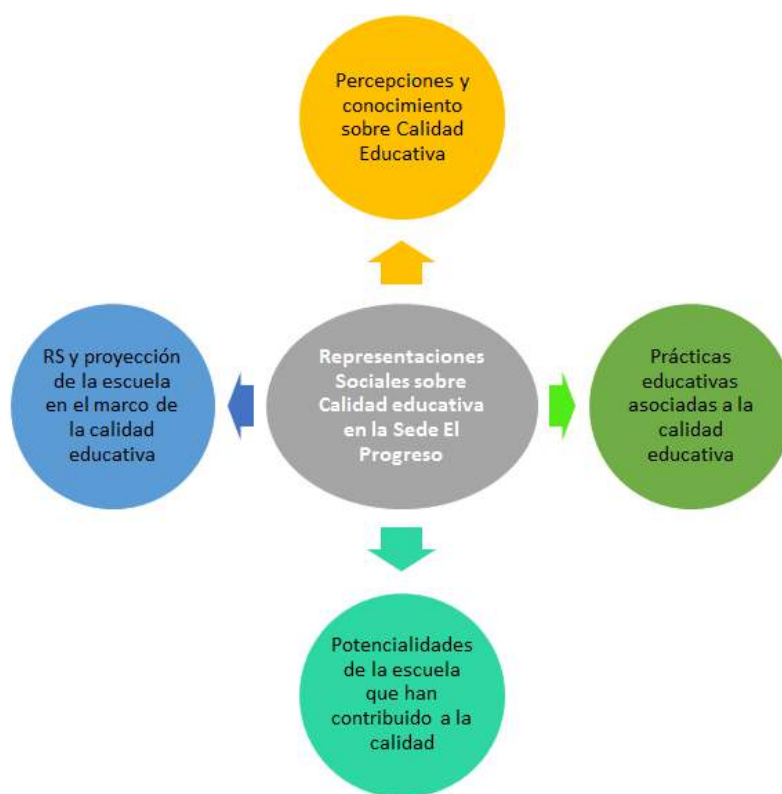 Percepciones y
conocimiento
sobre Calidad
Educativa
RS y proyección
de la escuela
en el marco de
la calidad
educativa
Representaciones
Sociales sobre
Calidad educativa
en la Sede El
Progreso
Prácticas
educativas
asociadas a la
calidad
educativa
Potencialidades
de la escuela
que han
contribuido a la
calidad